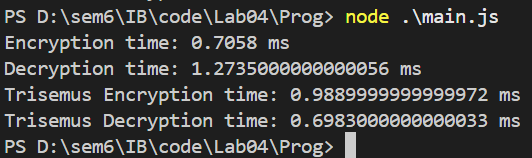 PS D:\sem6\IB\code\Lab04\Prog> node .\main.js
Encryption time: 0.7058 ms
Decryption time: 1.2735000000000056 ms
Trisemus Encryption time: 0.9889999999999972 ms
Trisemus Decryption time: 0.6983000000000033 ms
PS D:\sem6\IB\code\Lab04\Prog>